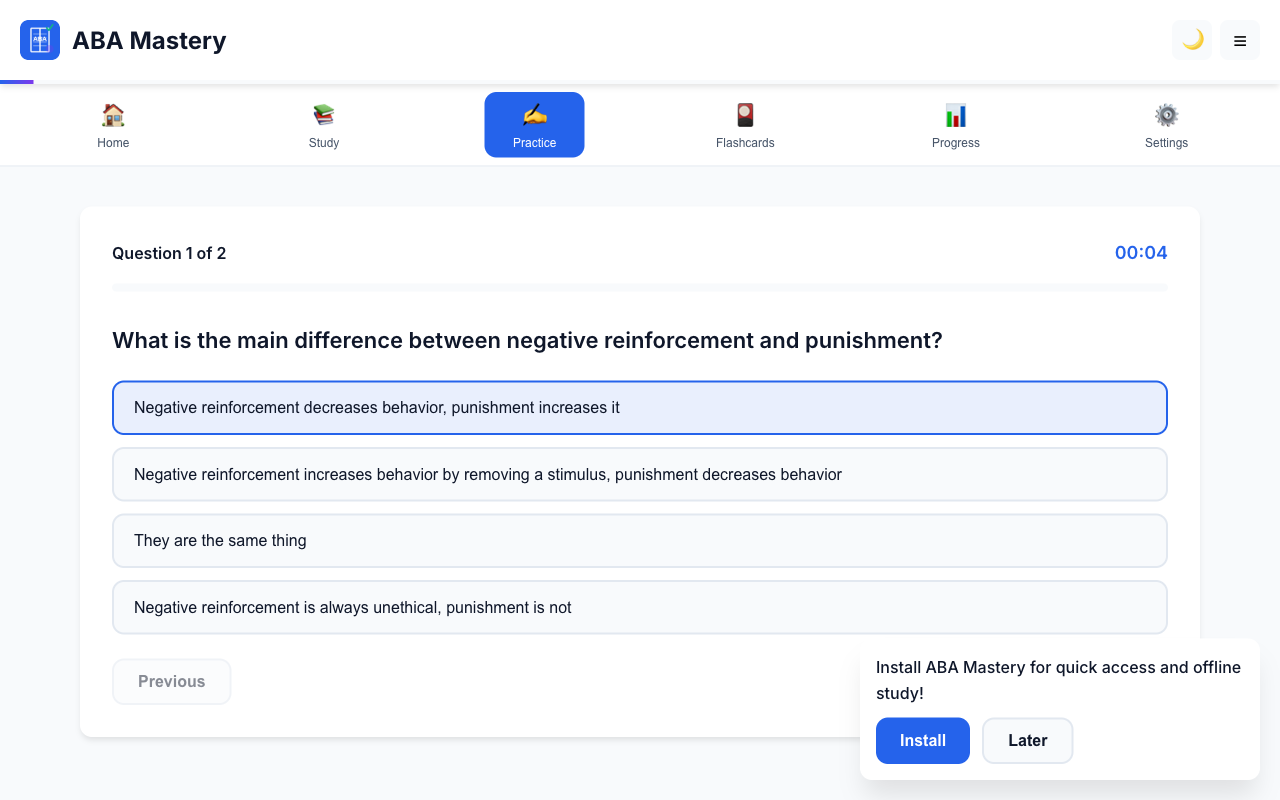 ABA
ABA Mastery
Home
Study
Practice
Flashcards
Progress
Settings
Question 1 of 2
00:04
What is the main difference between negative reinforcement and punishment?
Negative reinforcement decreases behavior, punishment increases it
Negative reinforcement increases behavior by removing a stimulus, punishment decreases behavior
They are the same thing
Negative reinforcement is always unethical, punishment is not
Previous
Install ABA Mastery for quick access and offline
study!
Install
Later